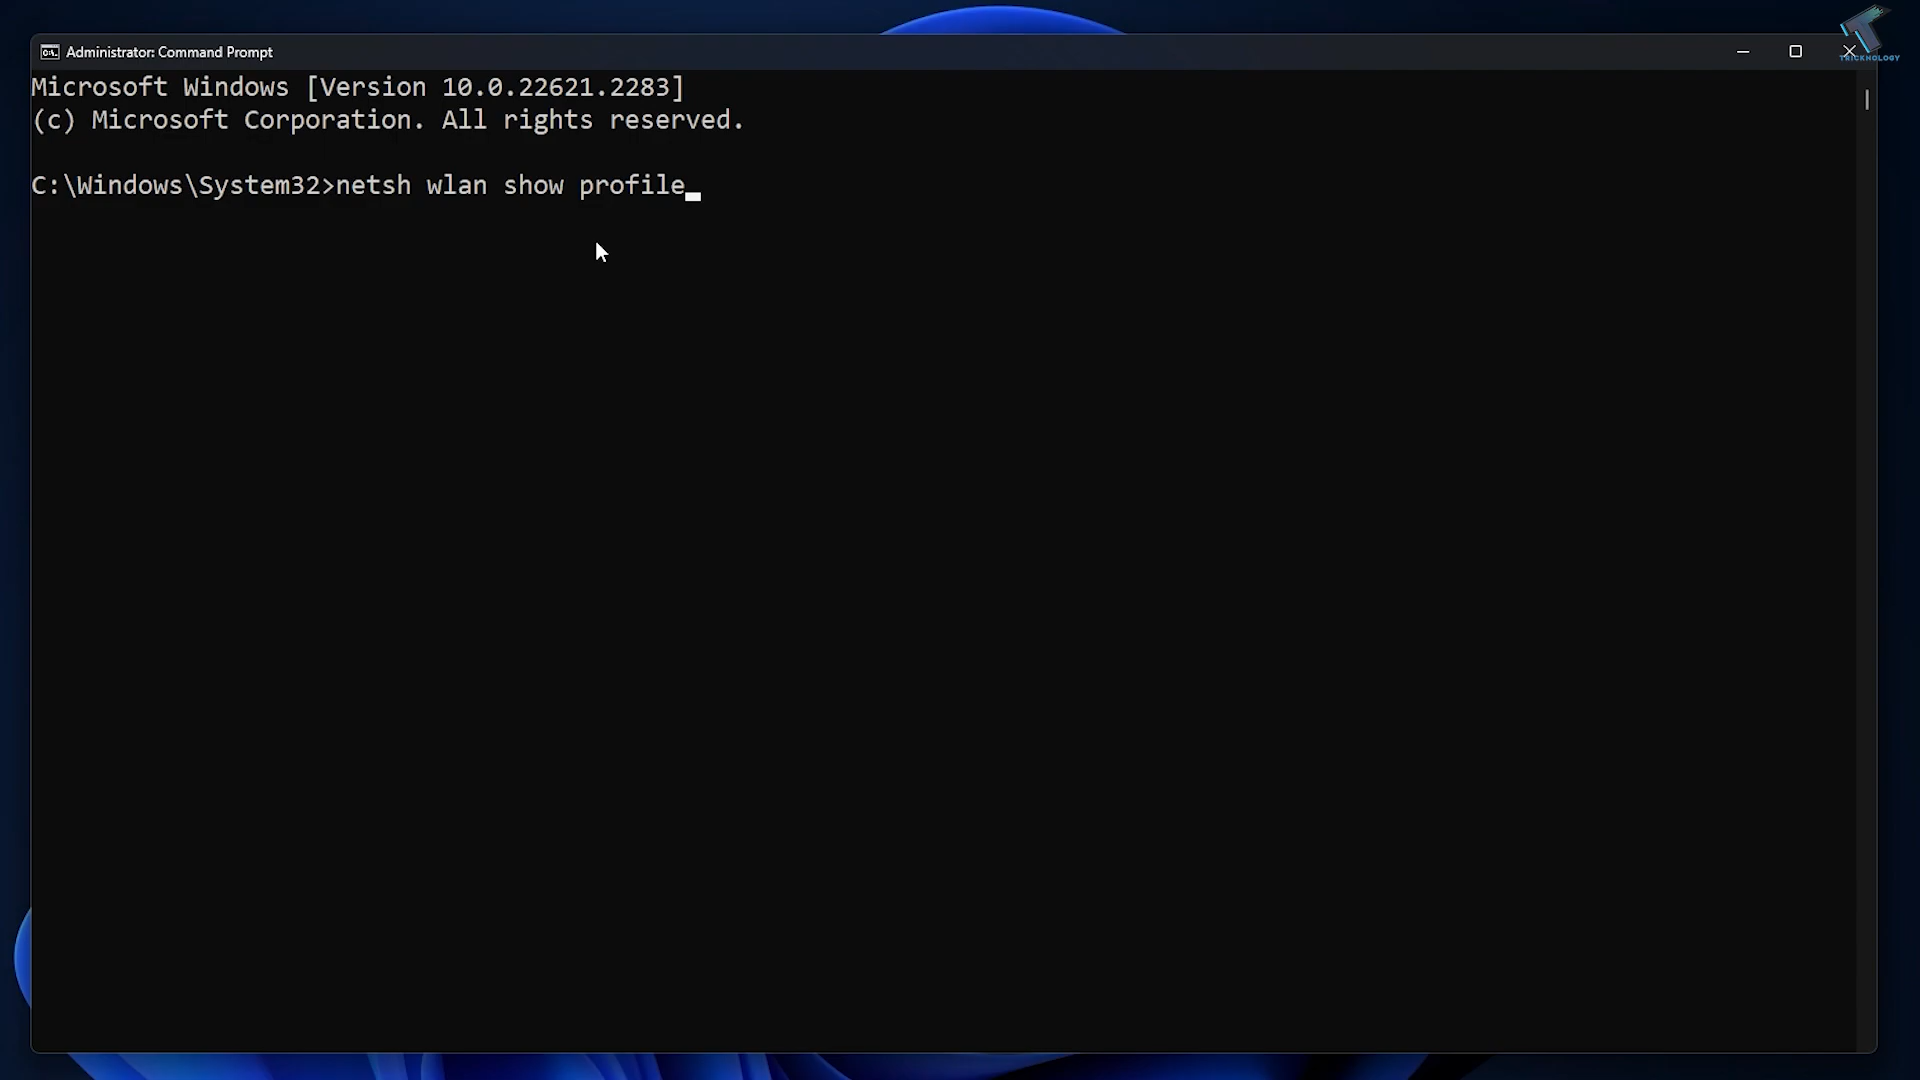 Administrator: Command Prompt
TRICKNOLOGY
Microsoft Windows [Version 10.0.22621.2283]
(c) Microsoft Corporation. All rights reserved.
C:\Windows\System32>netsh wlan show profile